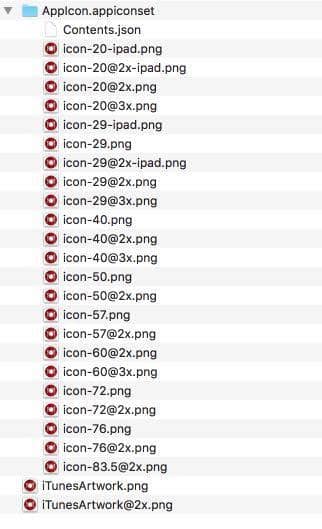 AppIcon.appiconset
Contents.json
icon-20-ipad.png
icon-20@2x-ipad.png
icon-20@2x.png
icon-20@3x.png
icon-29-ipad.png
icon-29.png
icon-29@2x-ipad.png
icon-29@2x.png
icon-29@3x.png
icon-40.png
icon-40@2x.png
icon-40@3x.png
icon-50.png
icon-50@2x.png
icon-57.png
icon-57@2x.png
icon-60@2x.png
icon-60@3x.png
icon-72.png
icon-72@2x.png
icon-76.png
icon-76@2x.png
icon-83.5@2x.png
iTunesArtwork.png
iTunesArtwork@2x.png